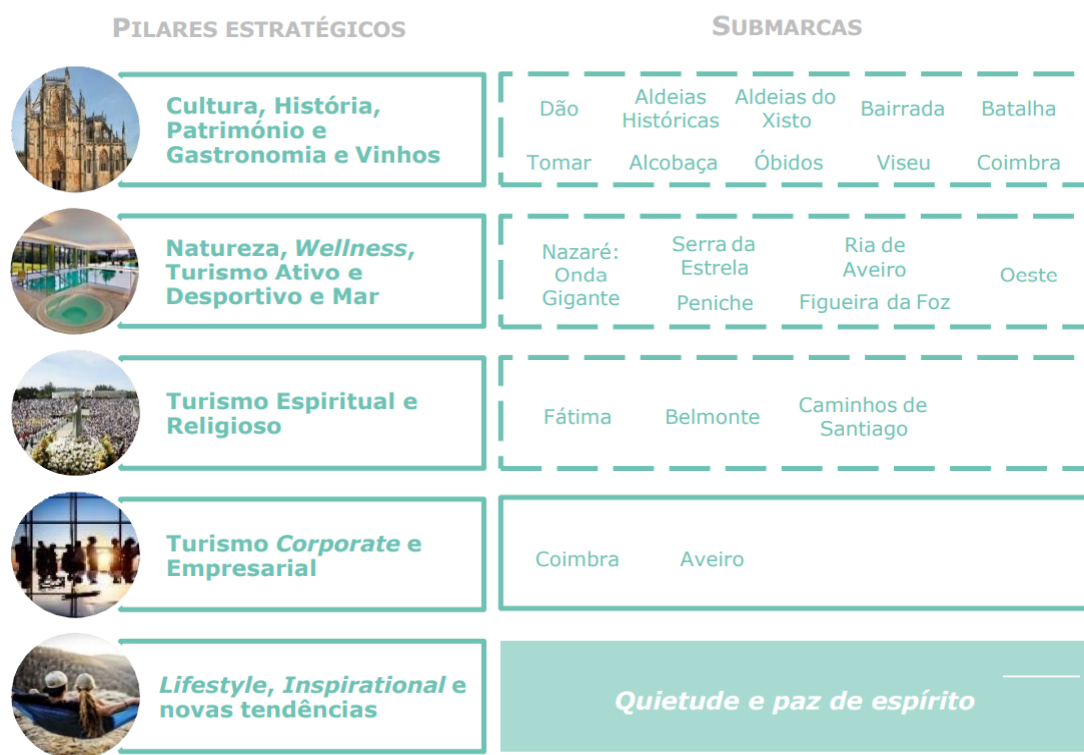 PILARES ESTRATÉGICOS
SUBMARCAS
Cultura, História,
Património e
Gastronomia e Vinhos
Dão
Aldeias
Históricas
Aldeias do
Xisto
Bairrada
Batalha
Tomar
Alcobaça
Óbidos
Viseu
Coimbra
Natureza, Wellness,
Turismo Ativo e
Desportivo e Mar
Nazaré:
Onda
Gigante
Serra da
Estrela
Ria de
Aveiro
Oeste
Peniche
Figueira da Foz
Turismo Espiritual e
Religioso
Fátima
Belmonte
Caminhos de
Santiago
Turismo Corporate e
Empresarial
Coimbra
Aveiro
Lifestyle, Inspirational e
novas tendências
Quietude e paz de espírito